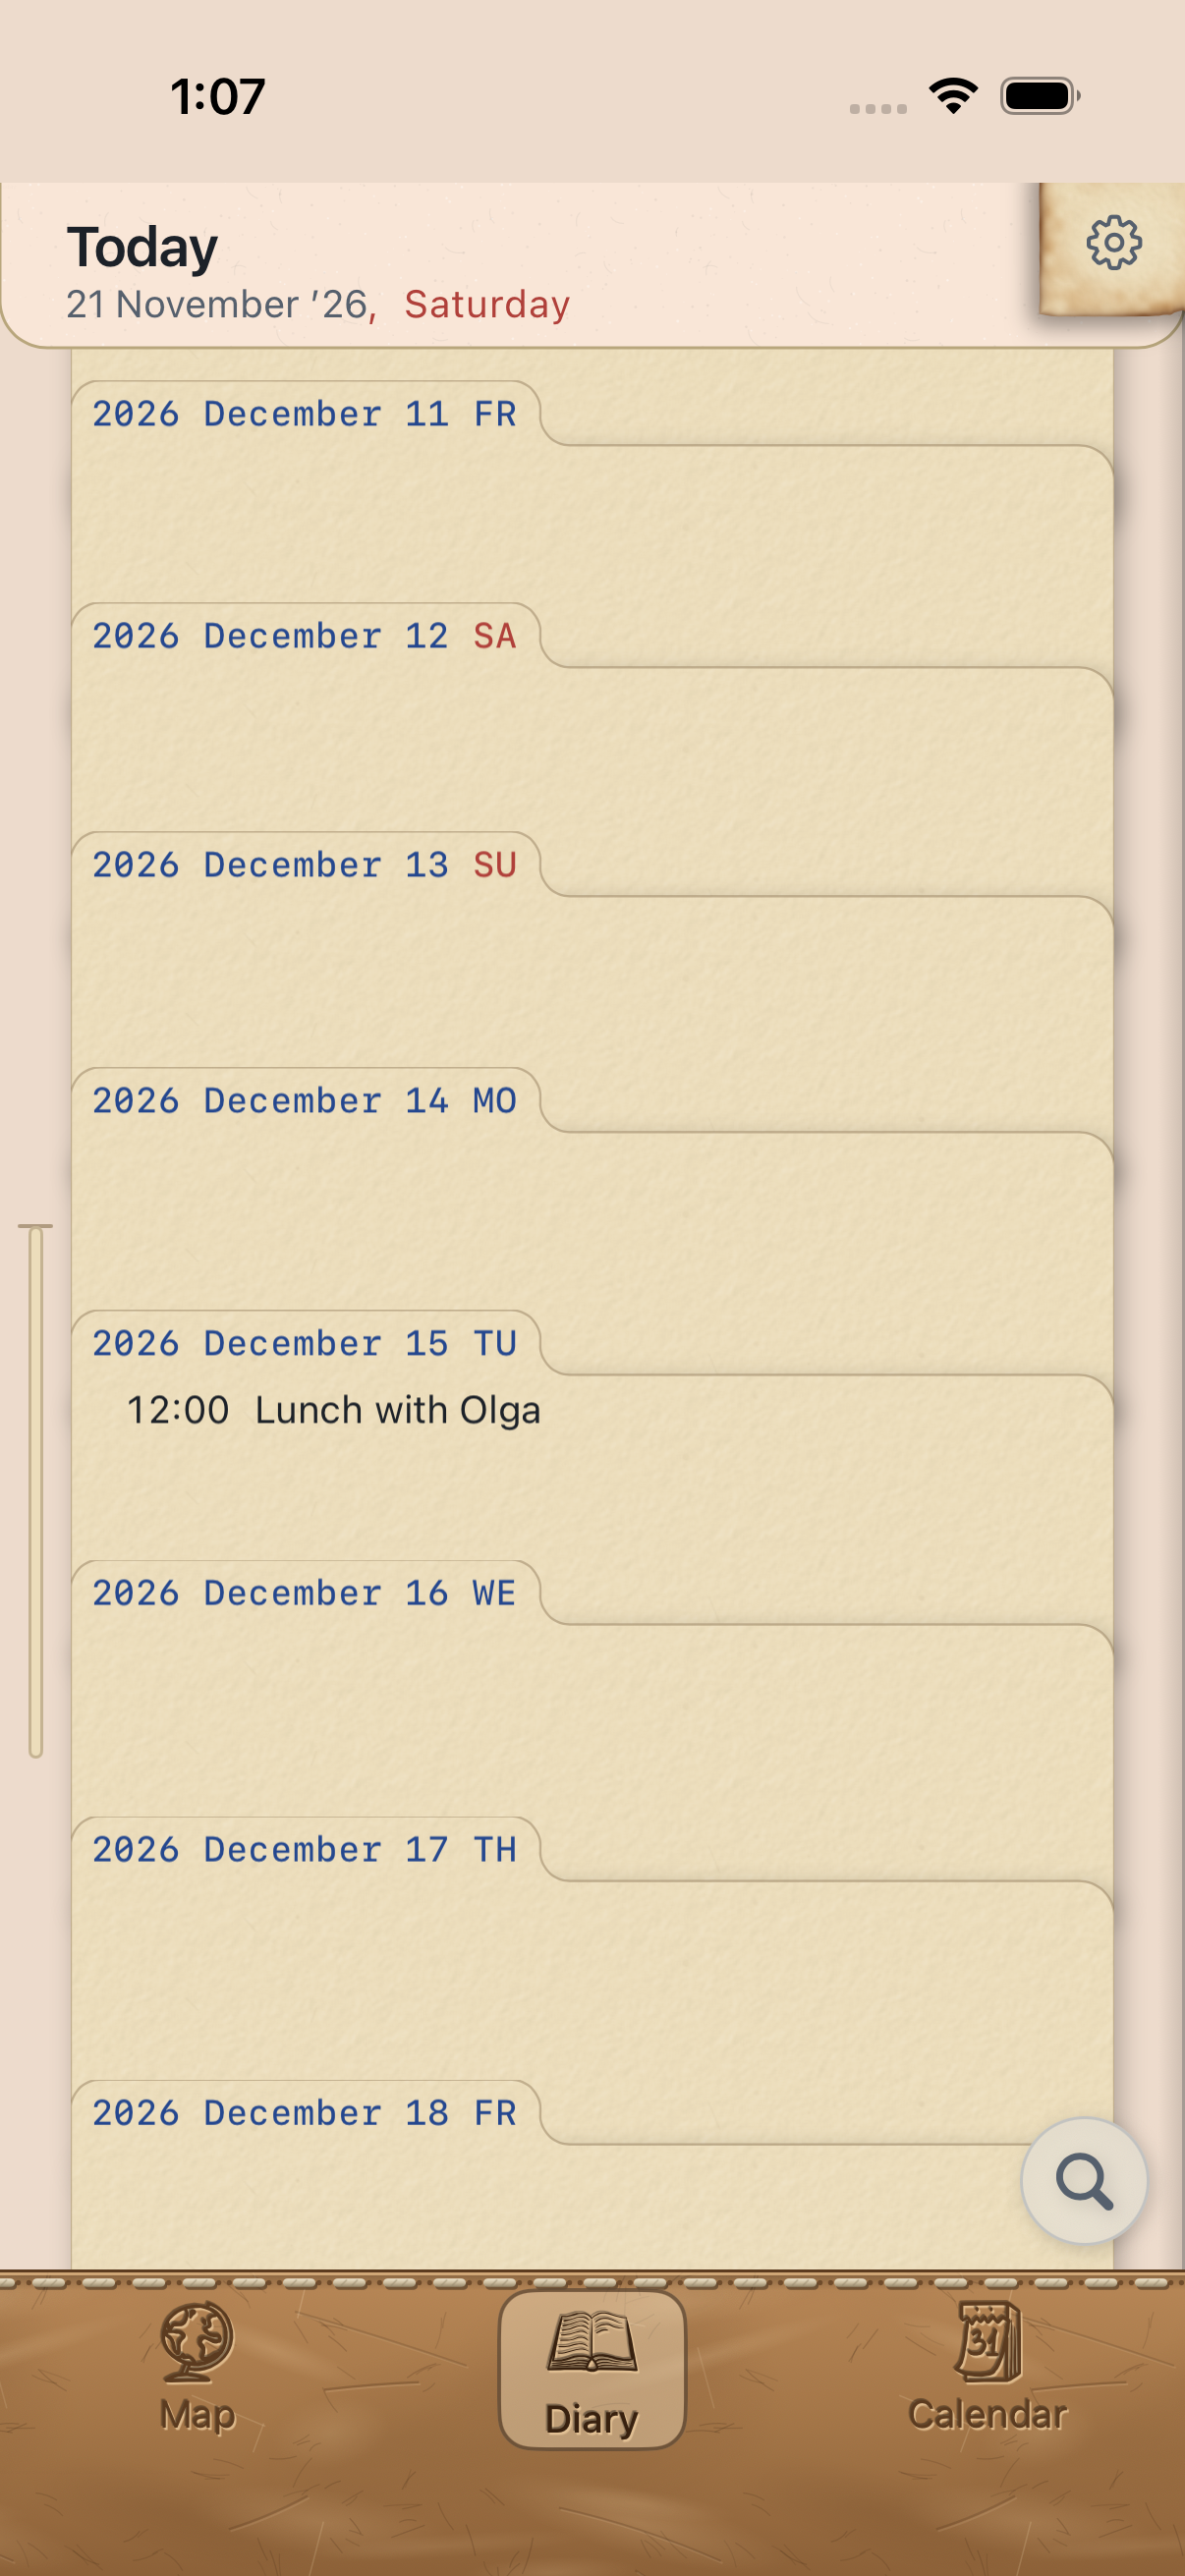 1:07
Today
21 November ’26, Saturday
2026 December 11 FR
2026 December 12 SA
2026 December 13 SU
2026 December 14 MO
2026 December 15 TU
12:00 Lunch with Olga
2026 December 16 WE
2026 December 17 TH
2026 December 18 FR
31
Map
Diary
Calendar